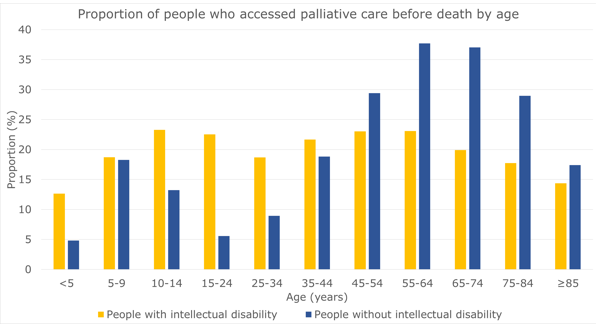 Proportion of people who accessed palliative care before death by age
40
35
30
25
20
15
10
5
0
Proportion (%)
<5 5-9 10-14 15-24 25-34 35-44 45-54 55-64 65-74 75-84 ≥85
Age (years)
People with intellectual disability People without intellectual disability